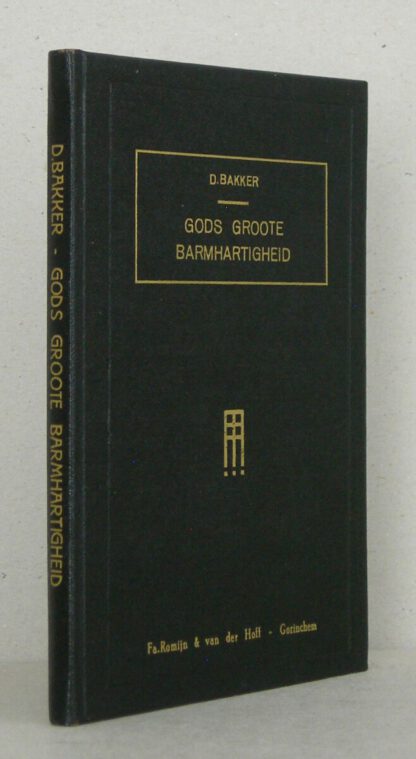 D. BAKKER - GODS GROOTE BARMHARTIGHEID
D. BAKKER
GODS GROOTE
BARMHARTIGHEID
Fa. Romijn & van der Hoff - Gorinchem